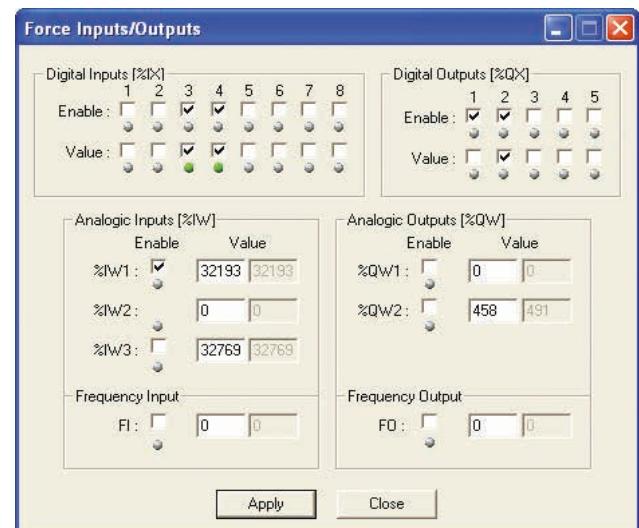 Force Inputs/Outputs
Digital Inputs [%IX]
1 2 3 4 5 6 7 8
Enable :
Value :
Digital Outputs [%QX]
1 2 3 4 5
Enable :
Value :
Analogic Inputs [%IW]
Enable Value
%IW1 : 32193 32193
%IW2 : 0 0
%IW3 : 32769 32769
Frequency Input
FI : 0 0
Analogic Outputs [%QW]
Enable Value
%QW1 : 0 0
%QW2 : 458 491
Frequency Output
FO : 0 0
Apply Close